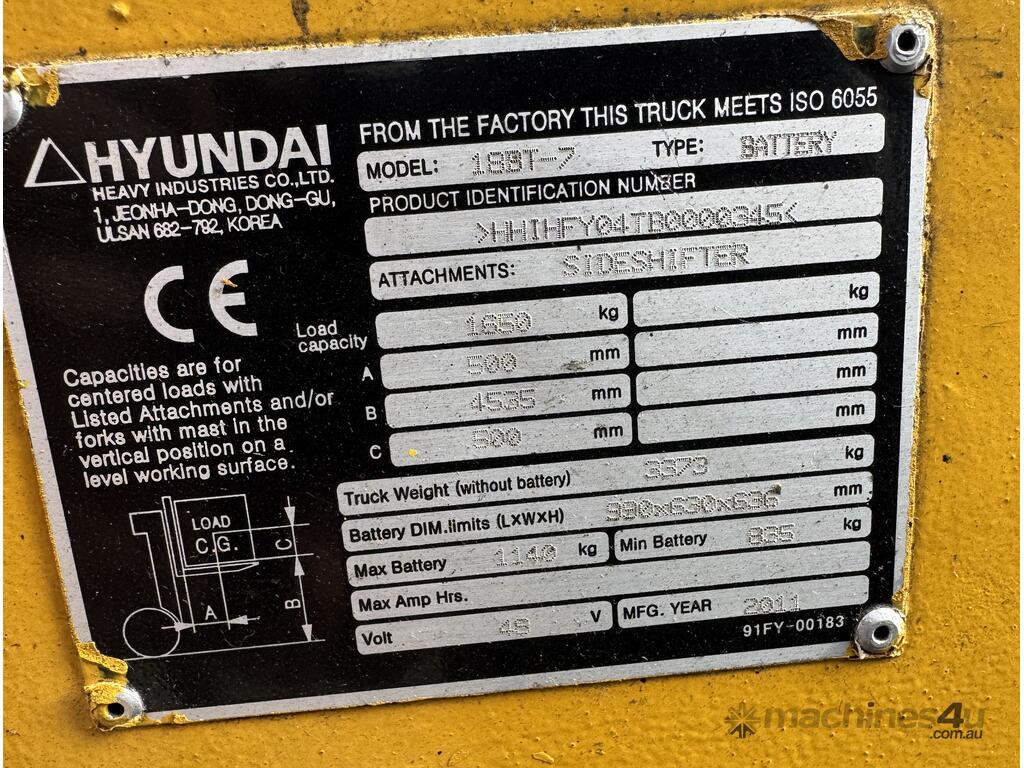 HYUNDAI
HEAVY INDUSTRIES CO.,LTD.
1, JEONHA-DONG, DONG-GU,
ULSAN 682-792, KOREA
CE
FROM THE FACTORY THIS TRUCK MEETS ISO 6055
MODEL: 18BT-7 TYPE: BATTERY
PRODUCT IDENTIFICATION NUMBER
>HHIHFY04TB0000345<
ATTACHMENTS: SIDESHIFTER
Load capacity 1650 kg kg
A 500 mm mm
B 4535 mm mm
C 500 mm mm
Capacities are for
centered loads with
Listed Attachments and/or
forks with mast in the
vertical position on a
level working surface.
Truck Weight (without battery) 3373 kg
Battery DIM.limits (L×W×H) 980×630×636 mm
Max Battery 1140 kg Min Battery 835 kg
Max Amp Hrs.
Volt 48 V MFG. YEAR 2011
91FY-00183
LOAD
C.G.
A
B
C
machines4u
.com.au